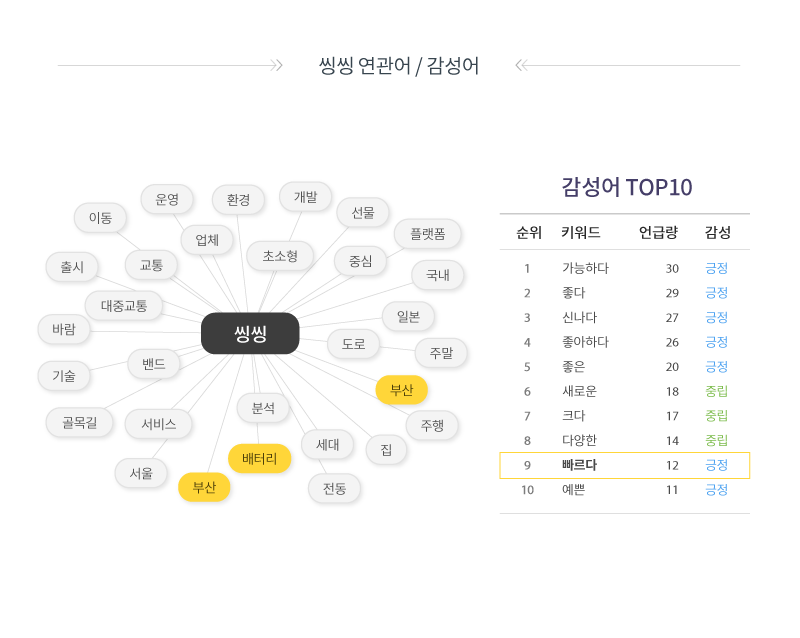 씽씽 연관어 / 감성어
운영
환경
개발
이동
선물
업체
플랫폼
초소형
출시
교통
중심
국내
대중교통
일본
바람
씽씽
도로
주말
밴드
기술
부산
분석
골목길
서비스
주행
세대
집
배터리
서울
부산
전동
감성어 TOP10
순위 키워드 언급량 감성
1 가능하다 30 긍정
2 좋다 29 긍정
3 신나다 27 긍정
4 좋아하다 26 긍정
5 좋은 20 긍정
6 새로운 18 중립
7 크다 17 중립
8 다양한 14 중립
9 빠르다 12 긍정
10 예쁜 11 긍정